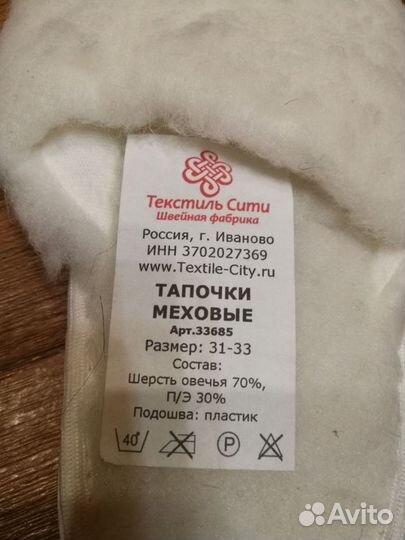 Текстиль Сити
Швейная фабрика
Россия, г. Иваново
ИНН 3702027369
www.Textile-City.ru
ТАПОЧКИ
МЕХОВЫЕ
Арт.33685
Размер: 31-33
Состав:
Шерсть овечья 70%,
П/Э 30%
Подошва: пластик
40° P
Avito